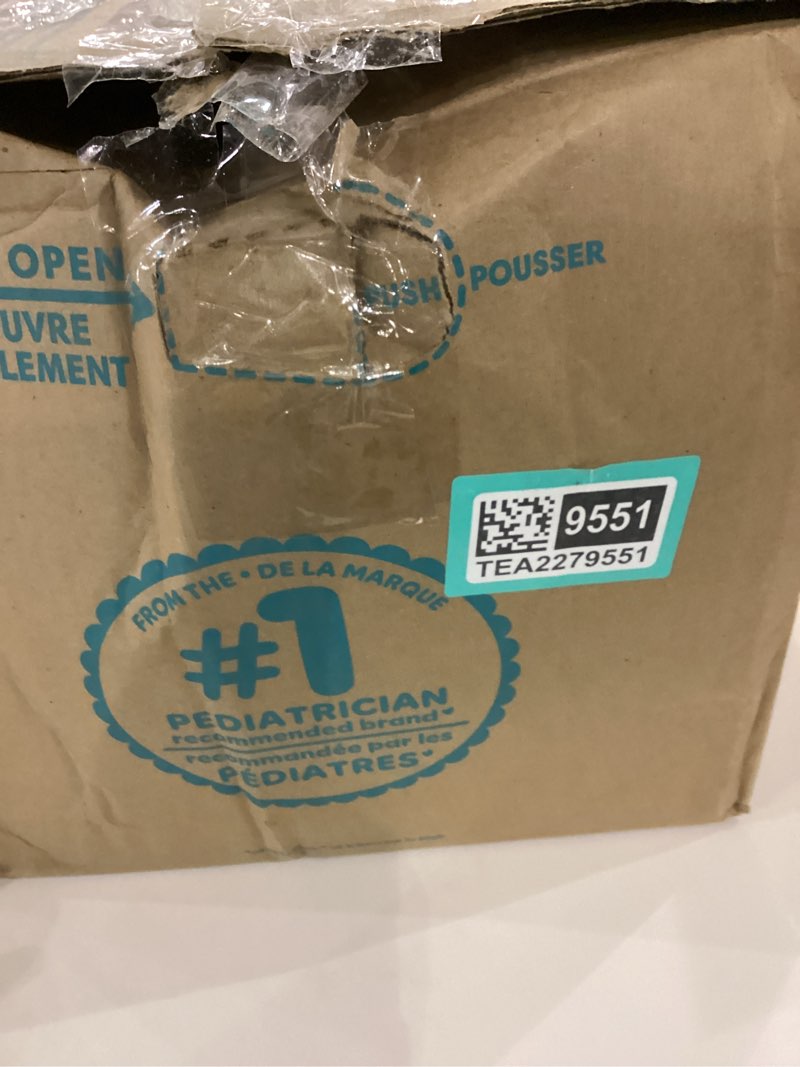 OPEN
UVRE
LEMENT
PUSH
POUSSER
9551
TEA2279551
FROM THE • DE LA MARQUE
#1
PEDIATRICIAN
recommended brand
recommandée par les
PÉDIATRES